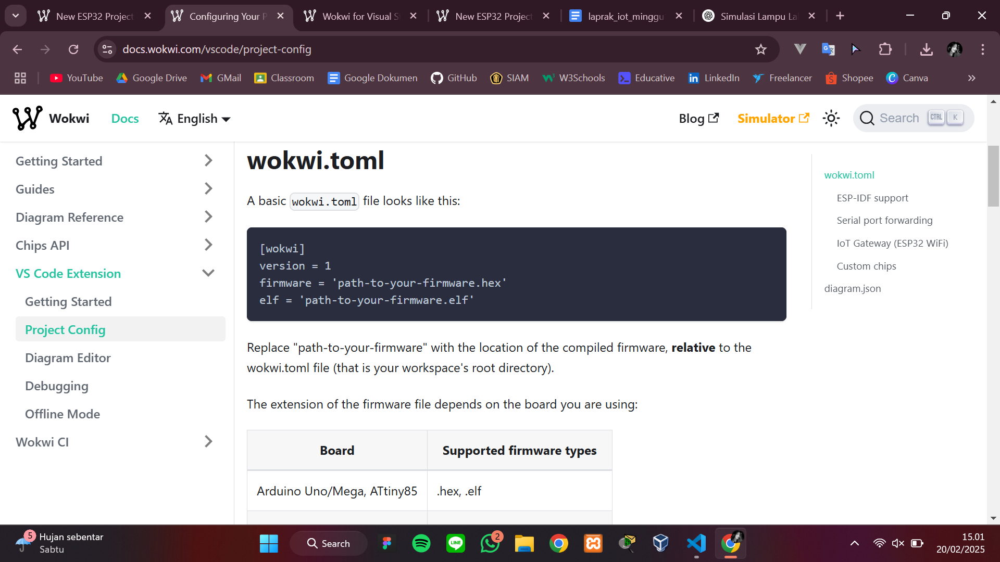 New ESP32 Project
Configuring Your P
Wokwi for Visual S
New ESP32 Project
laprak_iot_minggu
Simulasi Lampu La
docs.wokwi.com/vscode/project-config
YouTube
Google Drive
GMail
Classroom
Google Dokumen
GitHub
SIAM
W3Schools
Educative
LinkedIn
Freelancer
Shopee
Canva
Wokwi
Docs
English
Blog
Simulator
Search
CTRL
K
Getting Started
Guides
Diagram Reference
Chips API
VS Code Extension
Getting Started
Project Config
Diagram Editor
Debugging
Offline Mode
Wokwi CI
wokwi.toml
A basic wokwi.toml file looks like this:
[wokwi]
version = 1
firmware = 'path-to-your-firmware.hex'
elf = 'path-to-your-firmware.elf'
Replace "path-to-your-firmware" with the location of the compiled firmware, relative to the
wokwi.toml file (that is your workspace's root directory).
The extension of the firmware file depends on the board you are using:
Board
Supported firmware types
Arduino Uno/Mega, ATtiny85
.hex, .elf
wokwi.toml
ESP-IDF support
Serial port forwarding
IoT Gateway (ESP32 WiFi)
Custom chips
diagram.json
5
Hujan sebentar
Sabtu
Search
LINE
2
15.01
20/02/2025